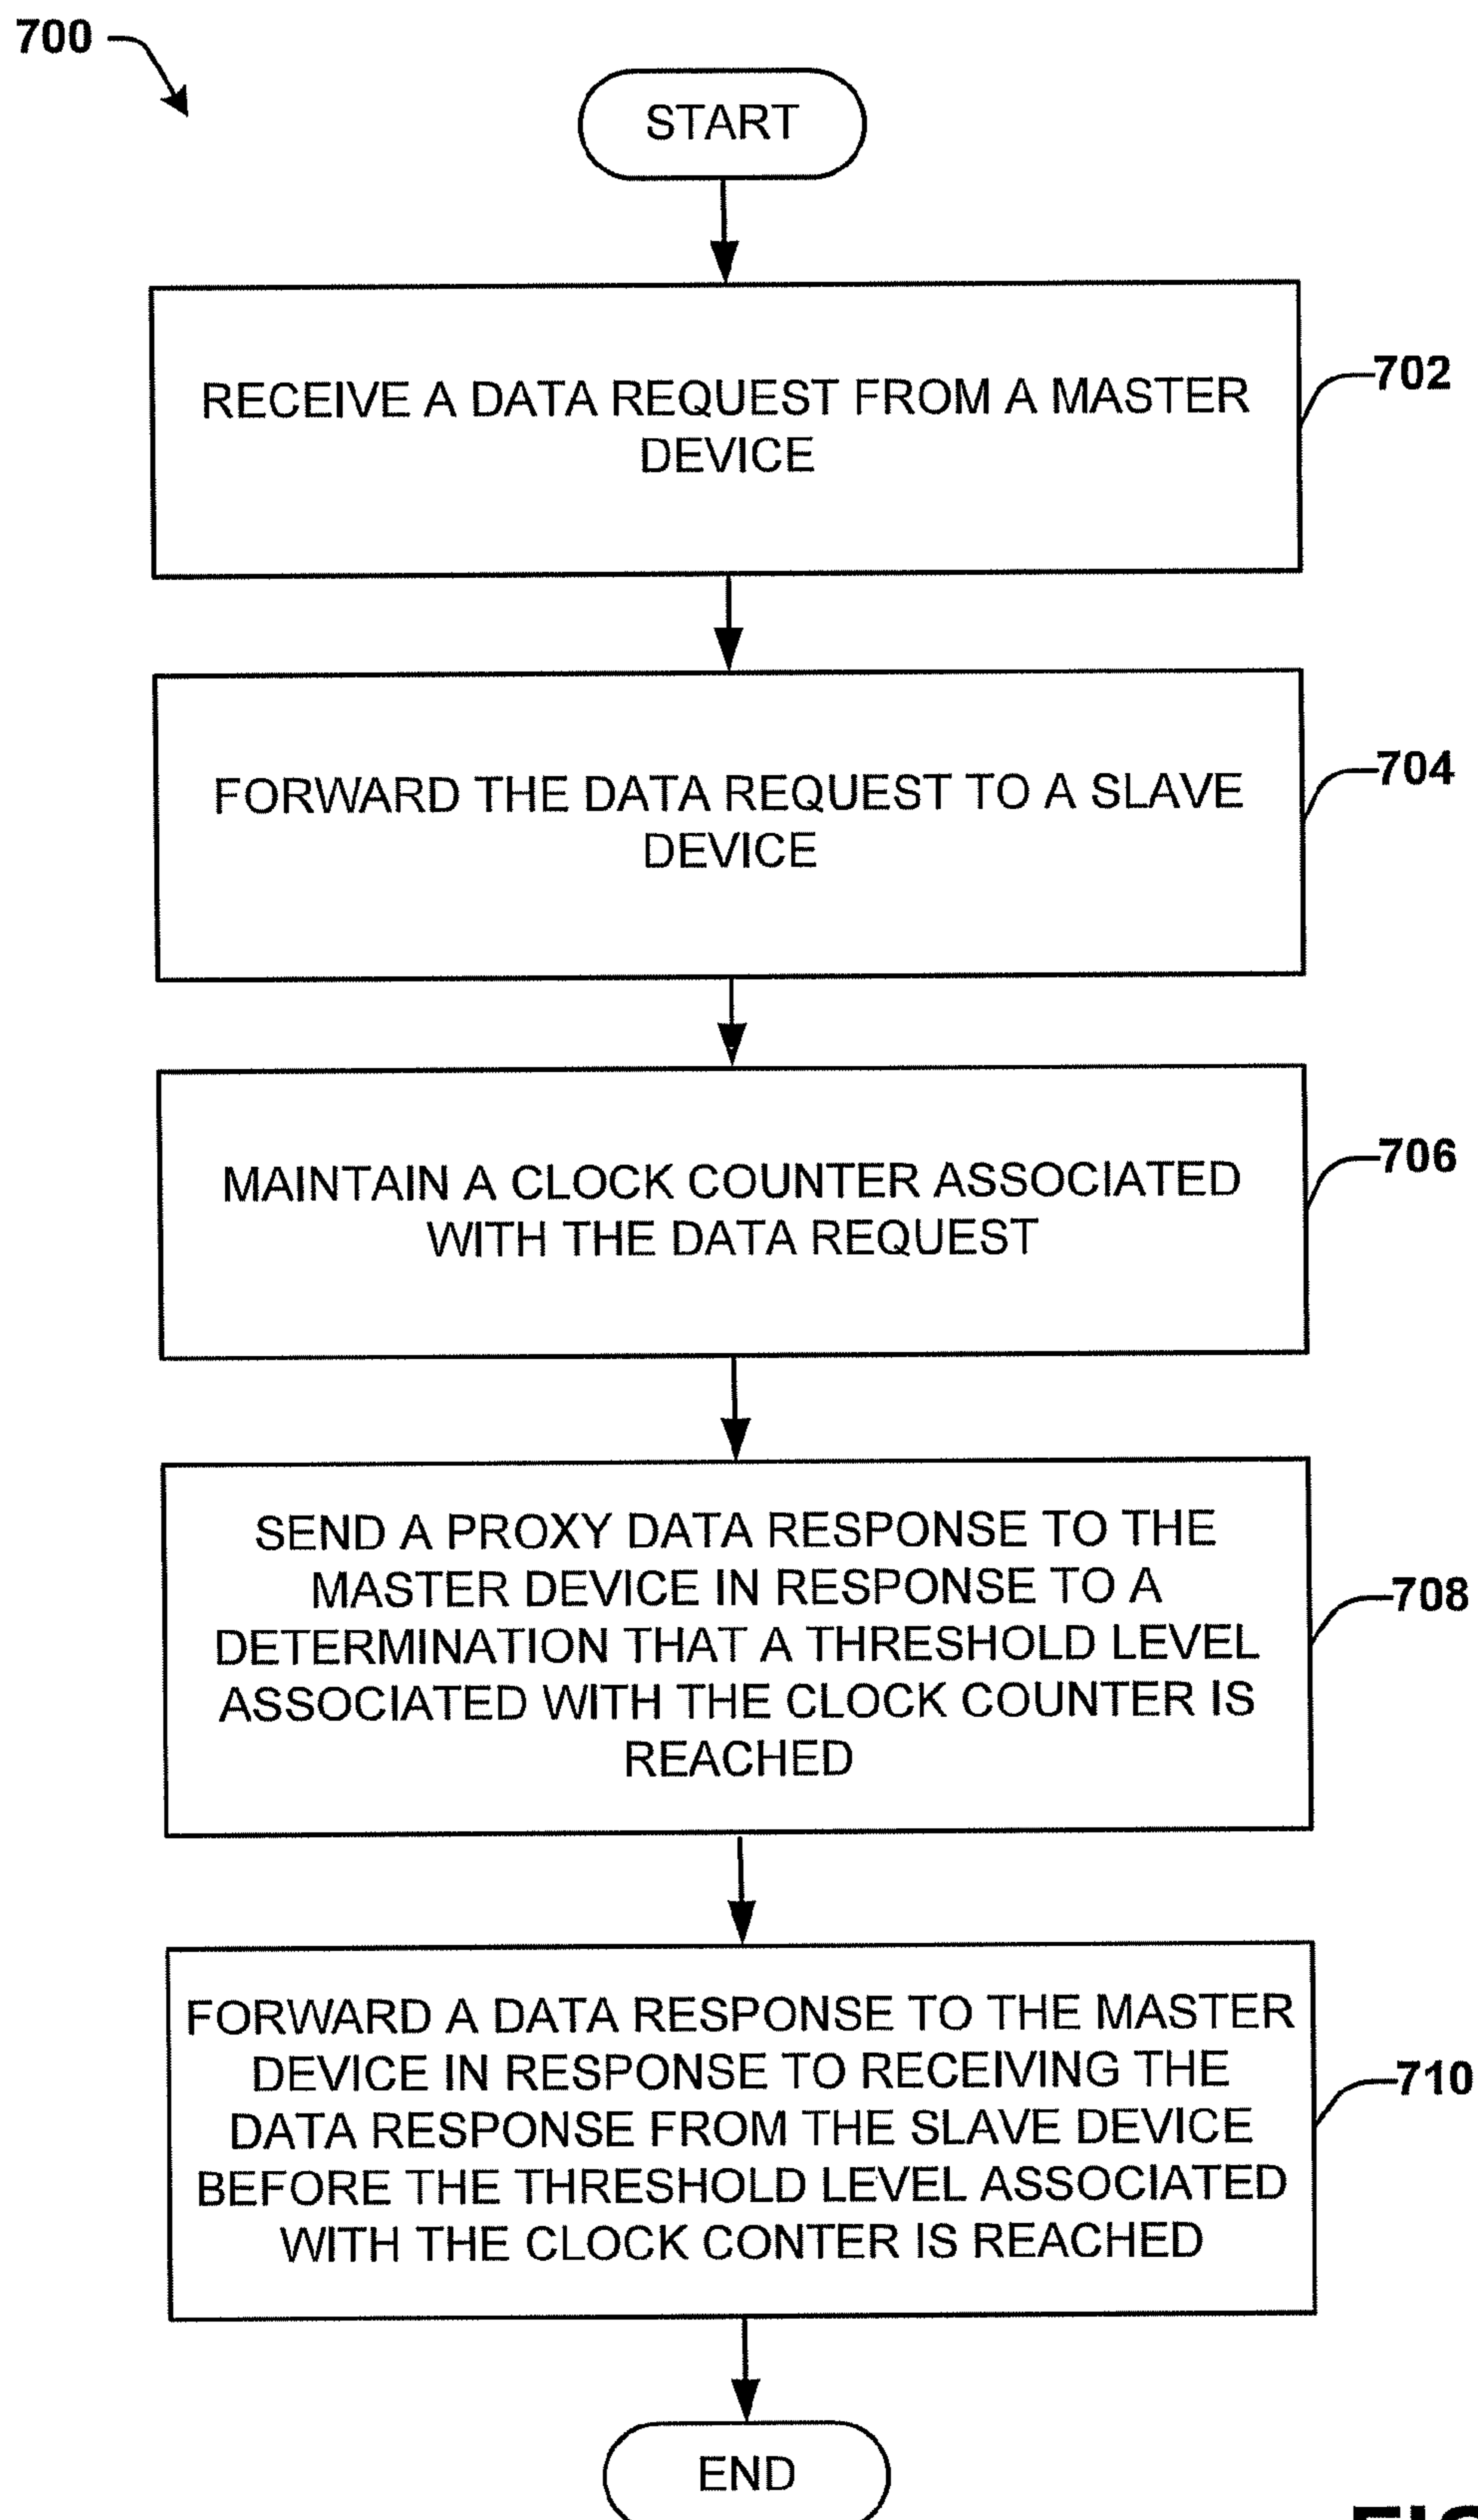 700
START
RECEIVE A DATA REQUEST FROM A MASTER
DEVICE
702
FORWARD THE DATA REQUEST TO A SLAVE
DEVICE
704
MAINTAIN A CLOCK COUNTER ASSOCIATED
WITH THE DATA REQUEST
706
SEND A PROXY DATA RESPONSE TO THE
MASTER DEVICE IN RESPONSE TO A
DETERMINATION THAT A THRESHOLD LEVEL
ASSOCIATED WITH THE CLOCK COUNTER IS
REACHED
708
FORWARD A DATA RESPONSE TO THE MASTER
DEVICE IN RESPONSE TO RECEIVING THE
DATA RESPONSE FROM THE SLAVE DEVICE
BEFORE THE THRESHOLD LEVEL ASSOCIATED
WITH THE CLOCK CONTER IS REACHED
710
END